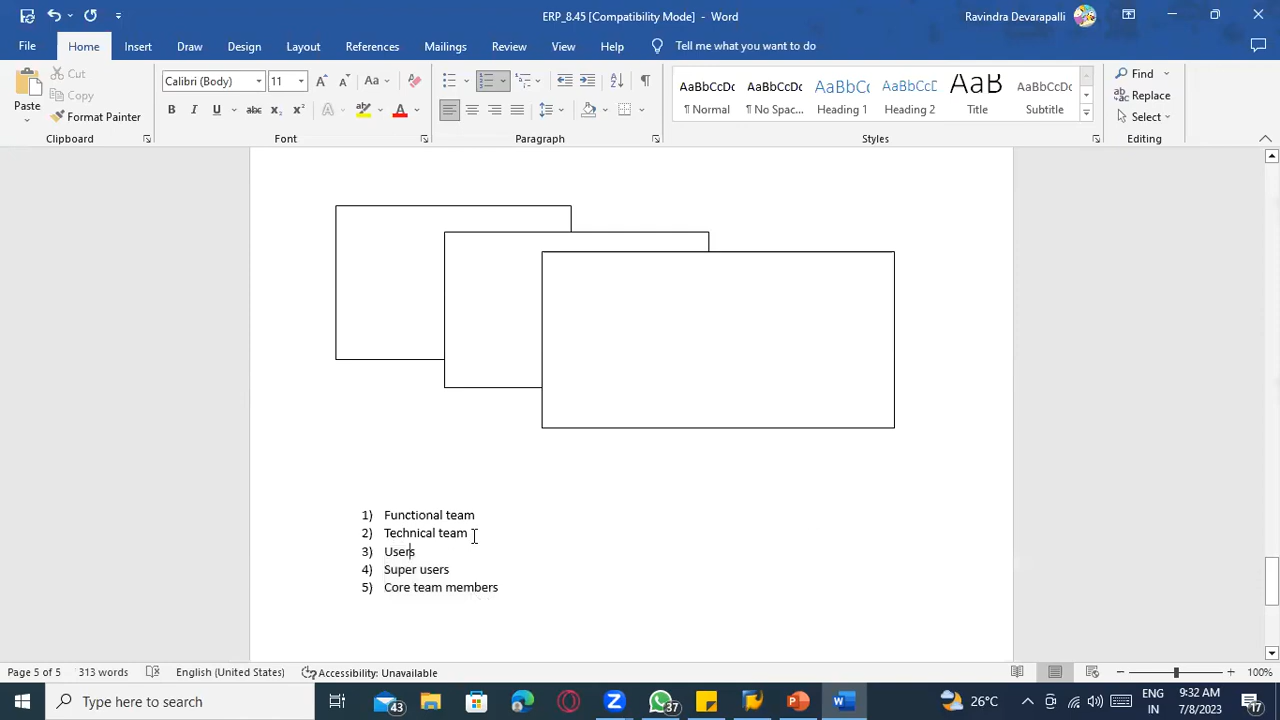 ERP_8.45 [Compatibility Mode] - Word
Ravindra Devarapalli
File Home Insert Draw Design Layout References Mailings Review View Help Tell me what you want to do
Paste
Cut
Copy
Format Painter
Clipboard
Calibri (Body) 11
Font
Paragraph
AaBbCcDc AaBbCcDc AaBbCc AaBbCcD AaB AaBbCcDc
¶ Normal ¶ No Spac... Heading 1 Heading 2 Title Subtitle
Styles
Find
Replace
Select
Editing
1) Functional team
2) Technical team
3) Users
4) Super users
5) Core team members
Page 5 of 5 313 words English (United States) Accessibility: Unavailable 100%
Type here to search
43
37
26°C
ENG
IN
9:32 AM
7/8/2023
17